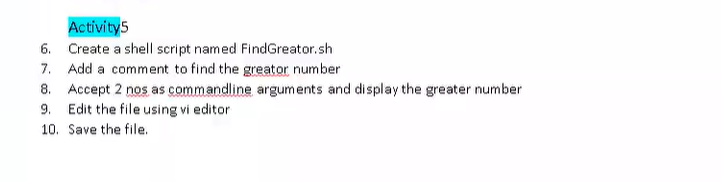 Activity5
6. Create a shell script named FindGreator.sh
7. Add a comment to find the greator number
8. Accept 2 nos as commandline arguments and display the greater number
9. Edit the file using vi editor
10. Save the file.